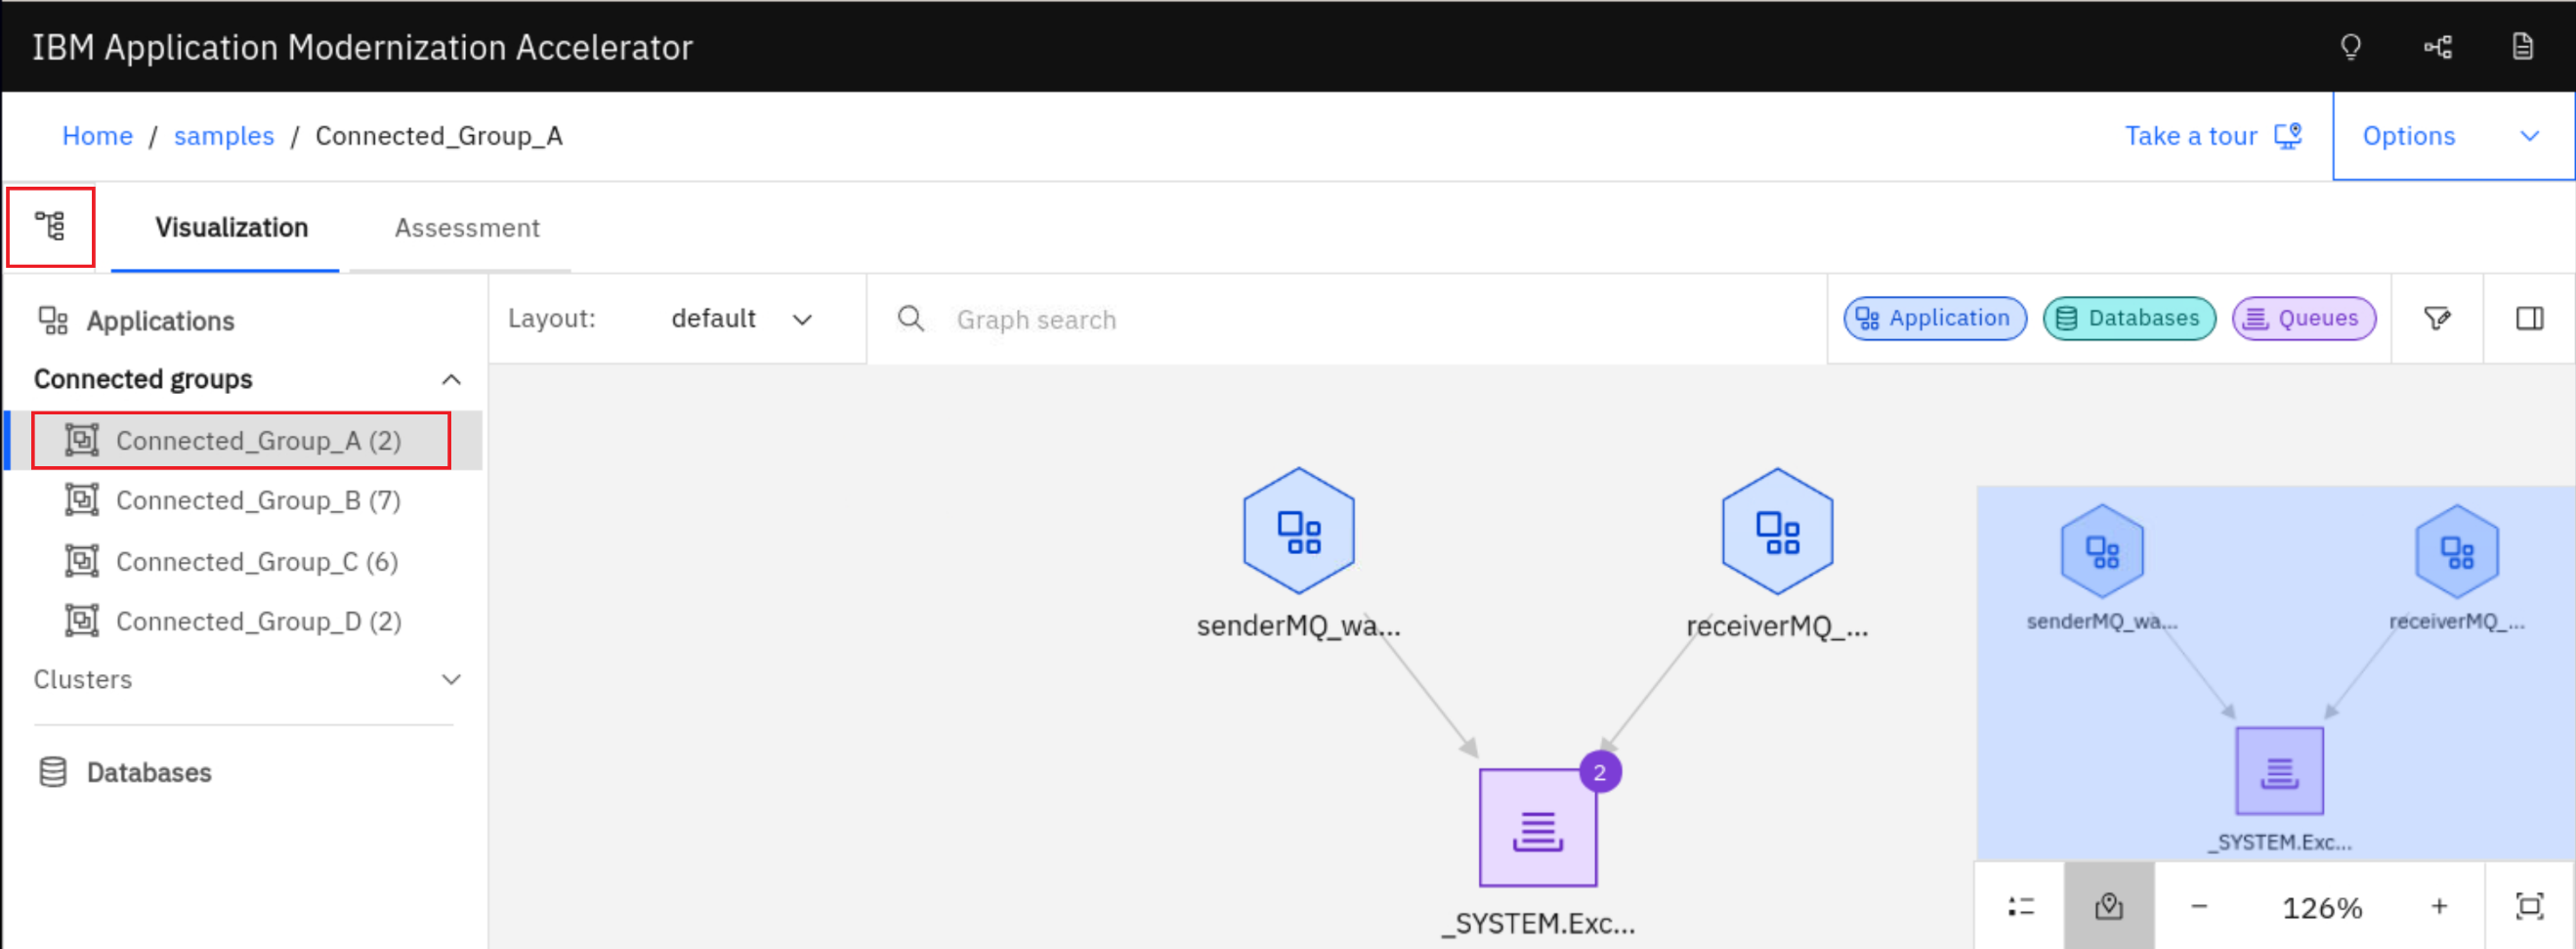 IBM Application Modernization Accelerator
Home / samples / Connected_Group_A
Take a tour
Options
Visualization
Assessment
Applications
Connected groups
Connected_Group_A (2)
Connected_Group_B (7)
Connected_Group_C (6)
Connected_Group_D (2)
Clusters
Databases
Layout: default
Graph search
Application
Databases
Queues
senderMQ_wa...
receiverMQ_...
2
_SYSTEM.Exc...
senderMQ_wa...
receiverMQ_...
_SYSTEM.Exc...
126%